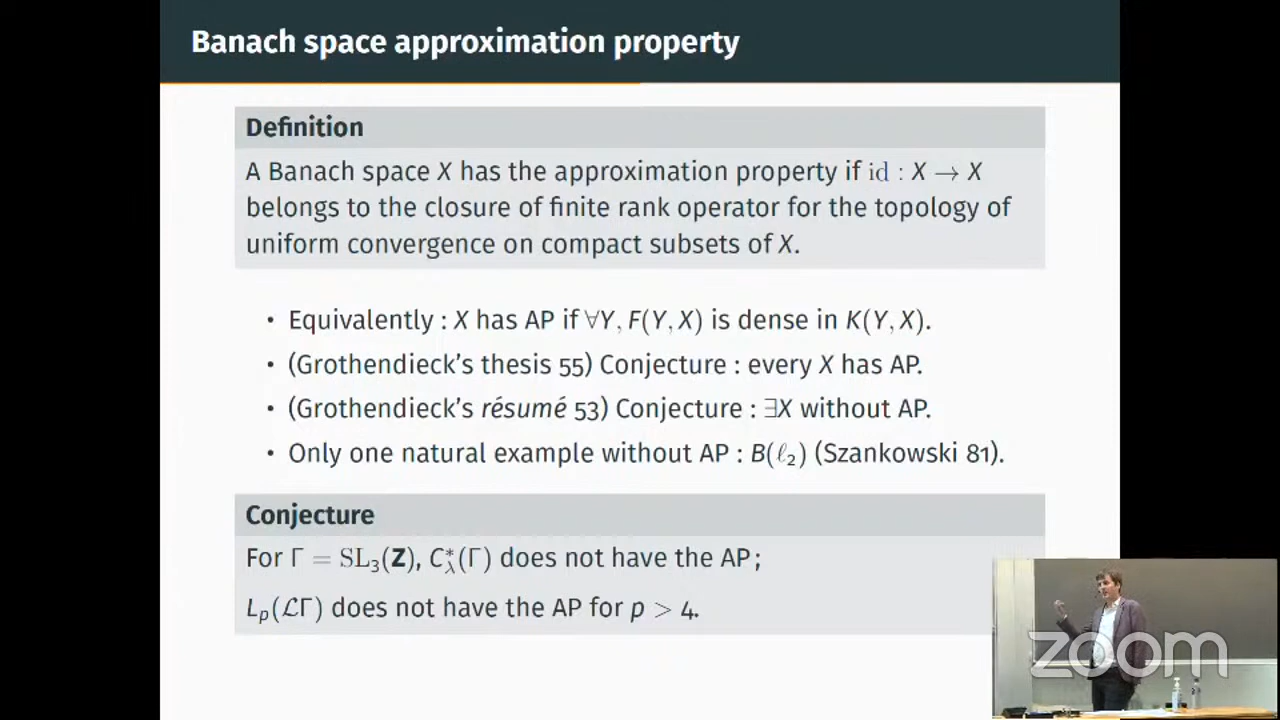 Banach space approximation property
Definition
A Banach space X has the approximation property if id : X → X
belongs to the closure of finite rank operator for the topology of
uniform convergence on compact subsets of X.
• Equivalently : X has AP if ∀Y, F(Y, X) is dense in K(Y, X).
• (Grothendieck's thesis 55) Conjecture : every X has AP.
• (Grothendieck's résumé 53) Conjecture : ∃X without AP.
• Only one natural example without AP : B(ℓ₂) (Szankowski 81).
Conjecture
For Γ = SL₃(Z), C*λ(Γ) does not have the AP ;
Lₚ(ℒΓ) does not have the AP for p > 4.
zoom